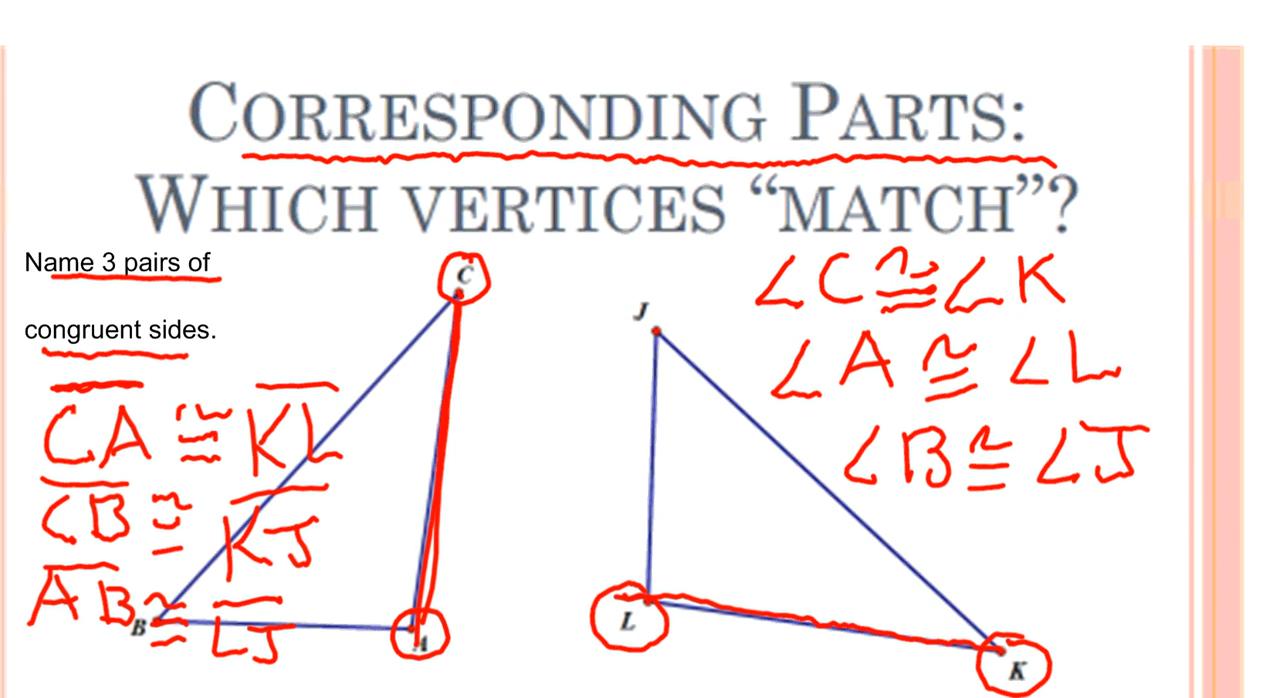 CORRESPONDING PARTS:
WHICH VERTICES “MATCH”?
Name 3 pairs of
congruent sides.
CA ≅ KL
CB ≅ KJ
AB ≅ LJ
C
B
A
J
L
K
∠C ≅ ∠K
∠A ≅ ∠L
∠B ≅ ∠J